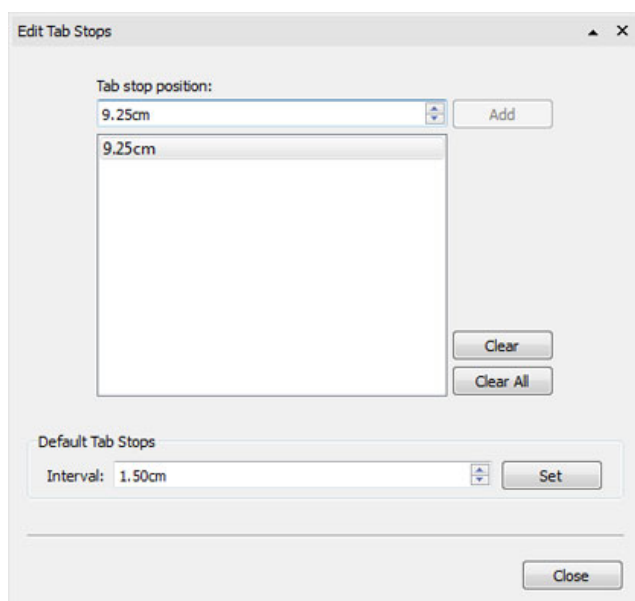 Edit Tab Stops
Tab stop position:
9.25cm
Add
9.25cm
Clear
Clear All
Default Tab Stops
Interval: 1.50cm
Set
Close